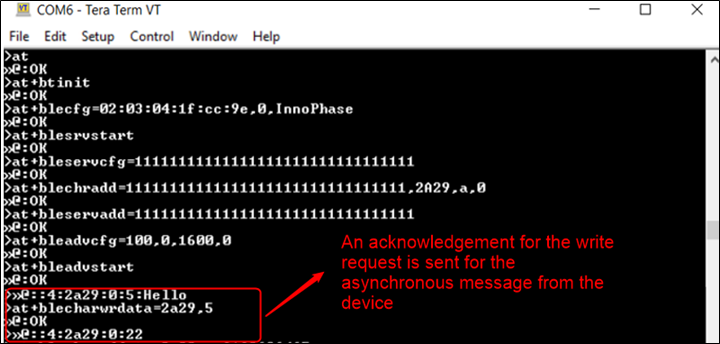 COM6 - Tera Term VT
File Edit Setup Control Window Help
>at
»@:OK
>at+btinit
»@:OK
>at+blecfg=02:03:04:1f:cc:9e,0,InnoPhase
»@:OK
>at+blesrvstart
»@:OK
>at+bleservcfg=11111111111111111111111111111111
»@:OK
>at+blechradd=11111111111111111111111111111111,2A29,a,0
»@:OK
>at+bleservadd=11111111111111111111111111111111
»@:OK
>at+bleadvcfg=100,0,1600,0
»@:OK
>at+bleadvstart
»@:OK
>»@::4:2a29:0:5:Hello
>at+blecharwrdata=2a29,5
»@:OK
>»@::4:2a29:0:22
An acknowledgement for the write
request is sent for the
asynchronous message from the
device